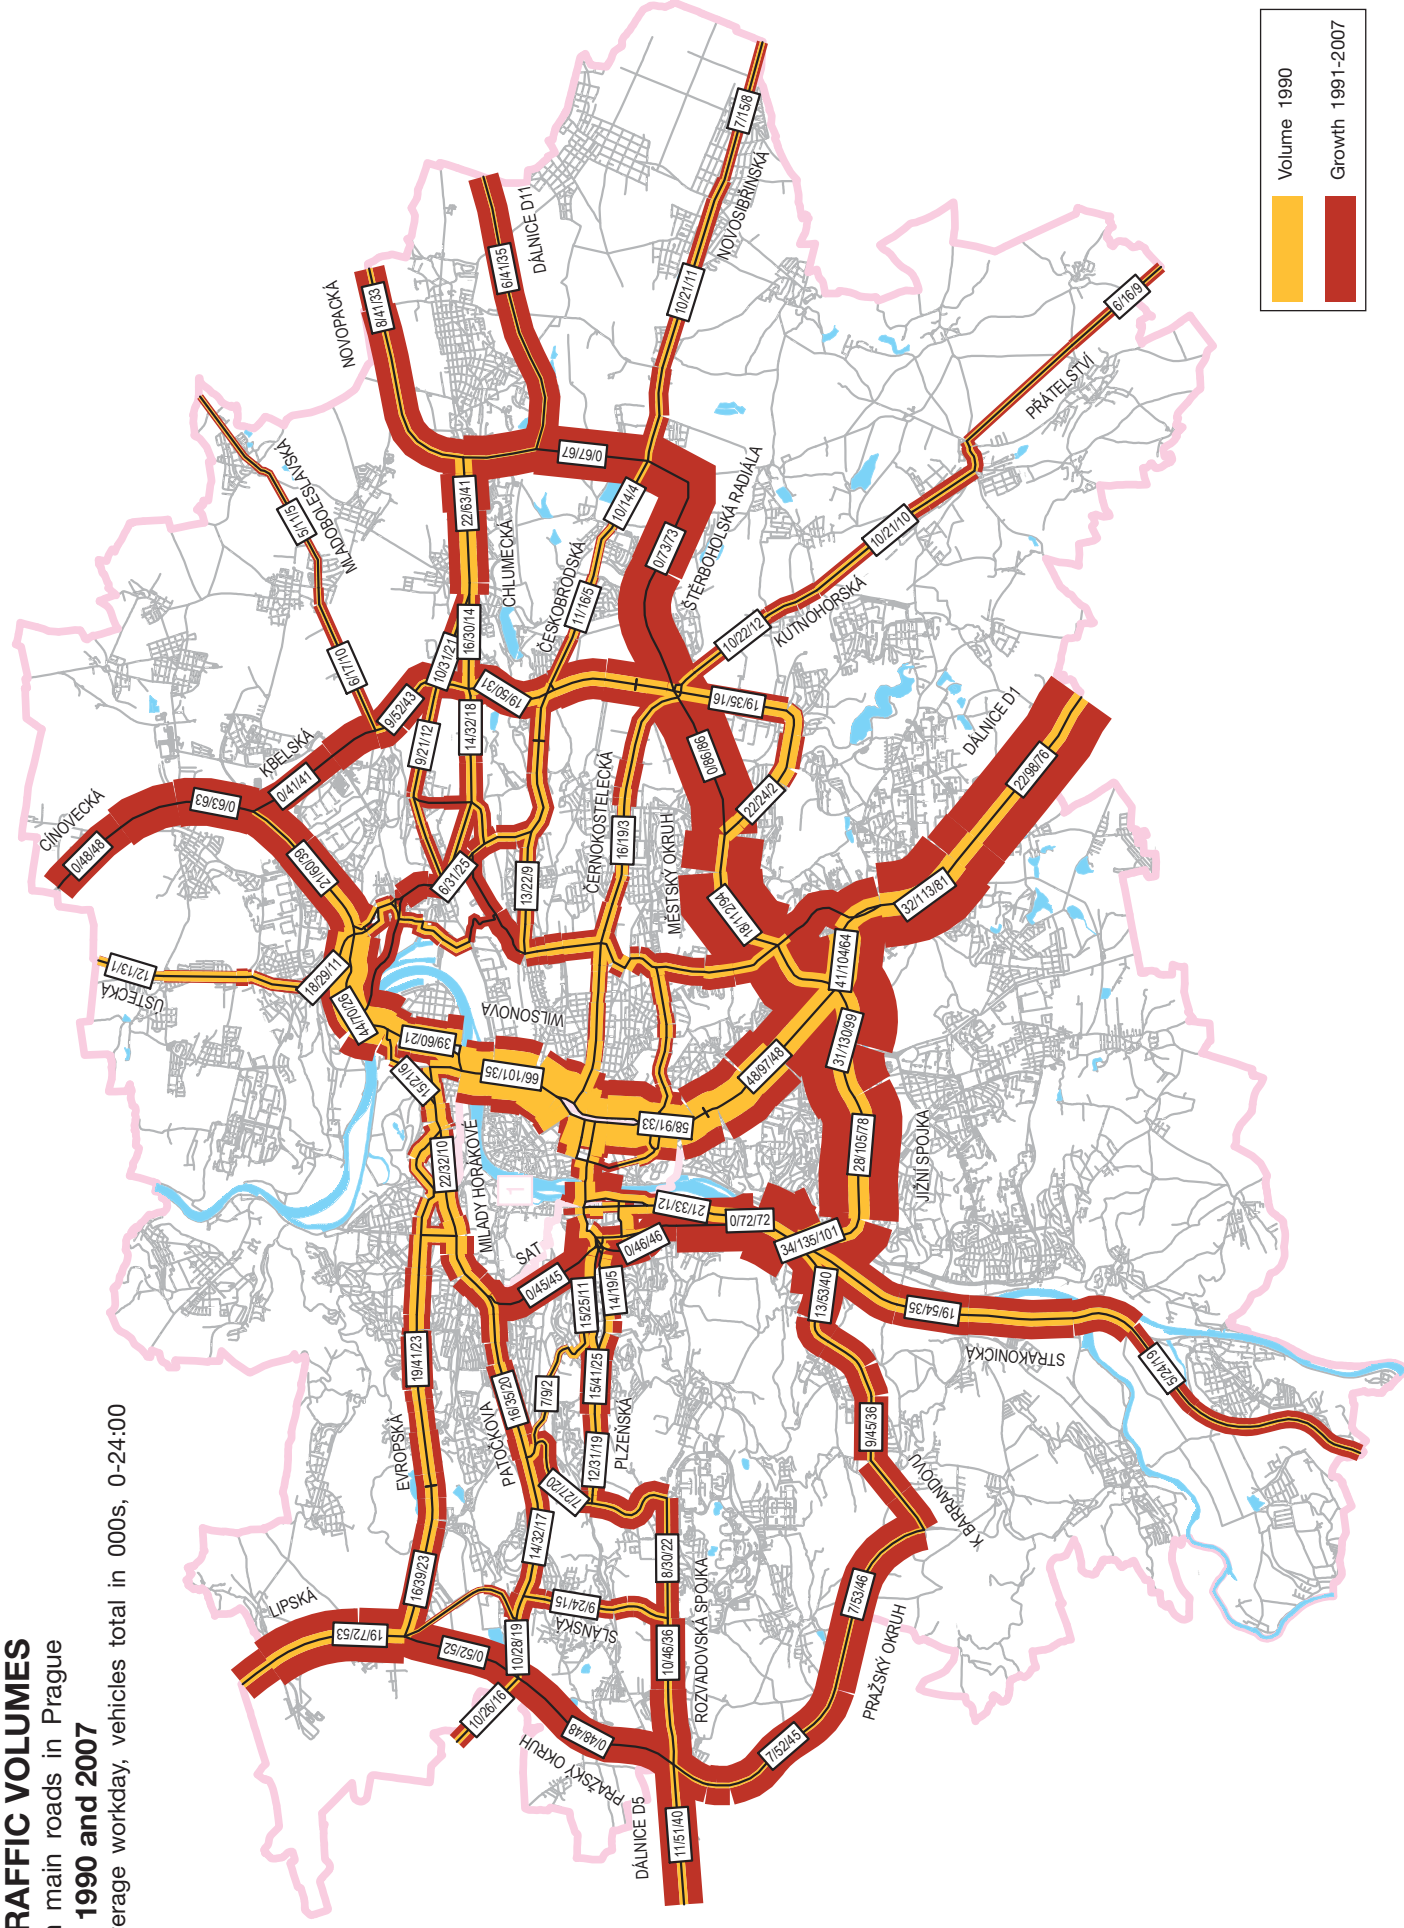 RAFFIC VOLUMES
main roads in Prague
1990 and 2007
erage workday, vehicles total in 000s, 0-24:00
Volume 1990
Growth 1991-2007
LIPSKÁ
19/72/53
0/52/52
16/39/23
EVROPSKÁ
19/41/23
10/28/19
10/26/16
14/32/17
PATOČKOVA
16/35/20
SLÁNSKÁ
9/24/15
PRAŽSKÝ OKRUH
0/48/48
DÁLNICE D5
11/51/40
10/46/36
ROZVADOVSKÁ SPOJKA
8/30/22
7/27/20
7/9/2
12/31/19
15/41/25
PLZEŇSKÁ
15/25/11
14/19/5
7/52/45
PRAŽSKÝ OKRUH
7/53/46
K BARRANDOVU
9/45/36
13/53/40
STRAKONICKÁ
19/54/35
5/24/19
SAT
0/45/45
0/46/46
MILADY HORÁKOVÉ
22/32/10
15/21/6
1
21/33/12
0/72/72
34/135/101
JIŽNÍ SPOJKA
28/105/78
31/130/99
41/104/64
48/97/48
58/91/33
66/101/35
39/60/21
WILSONOVA
44/70/26
18/29/11
ÚSTECKÁ
12/13/1
CÍNOVECKÁ
0/48/48
0/63/63
21/60/39
KBELSKÁ
0/41/41
9/52/43
MLADOBOLESLAVSKÁ
5/11/5
6/17/10
10/31/21
9/21/12
14/32/18
16/30/14
19/50/31
6/31/25
13/22/9
ČERNOKOSTELECKÁ
16/19/3
MĚSTSKÝ OKRUH
18/112/94
0/86/86
22/24/2
19/35/16
32/113/81
DÁLNICE D1
22/98/76
NOVOPACKÁ
8/41/33
DÁLNICE D11
6/41/35
CHLUMECKÁ
22/63/41
0/67/67
ČESKOBRODSKÁ
11/16/5
10/14/4
0/73/73
ŠTĚRBOHOLSKÁ RADIÁLA
NOVOSIBŘINSKÁ
7/15/8
10/21/11
KUTNOHORSKÁ
10/22/12
10/21/10
PŘÁTELSTVÍ
6/16/9